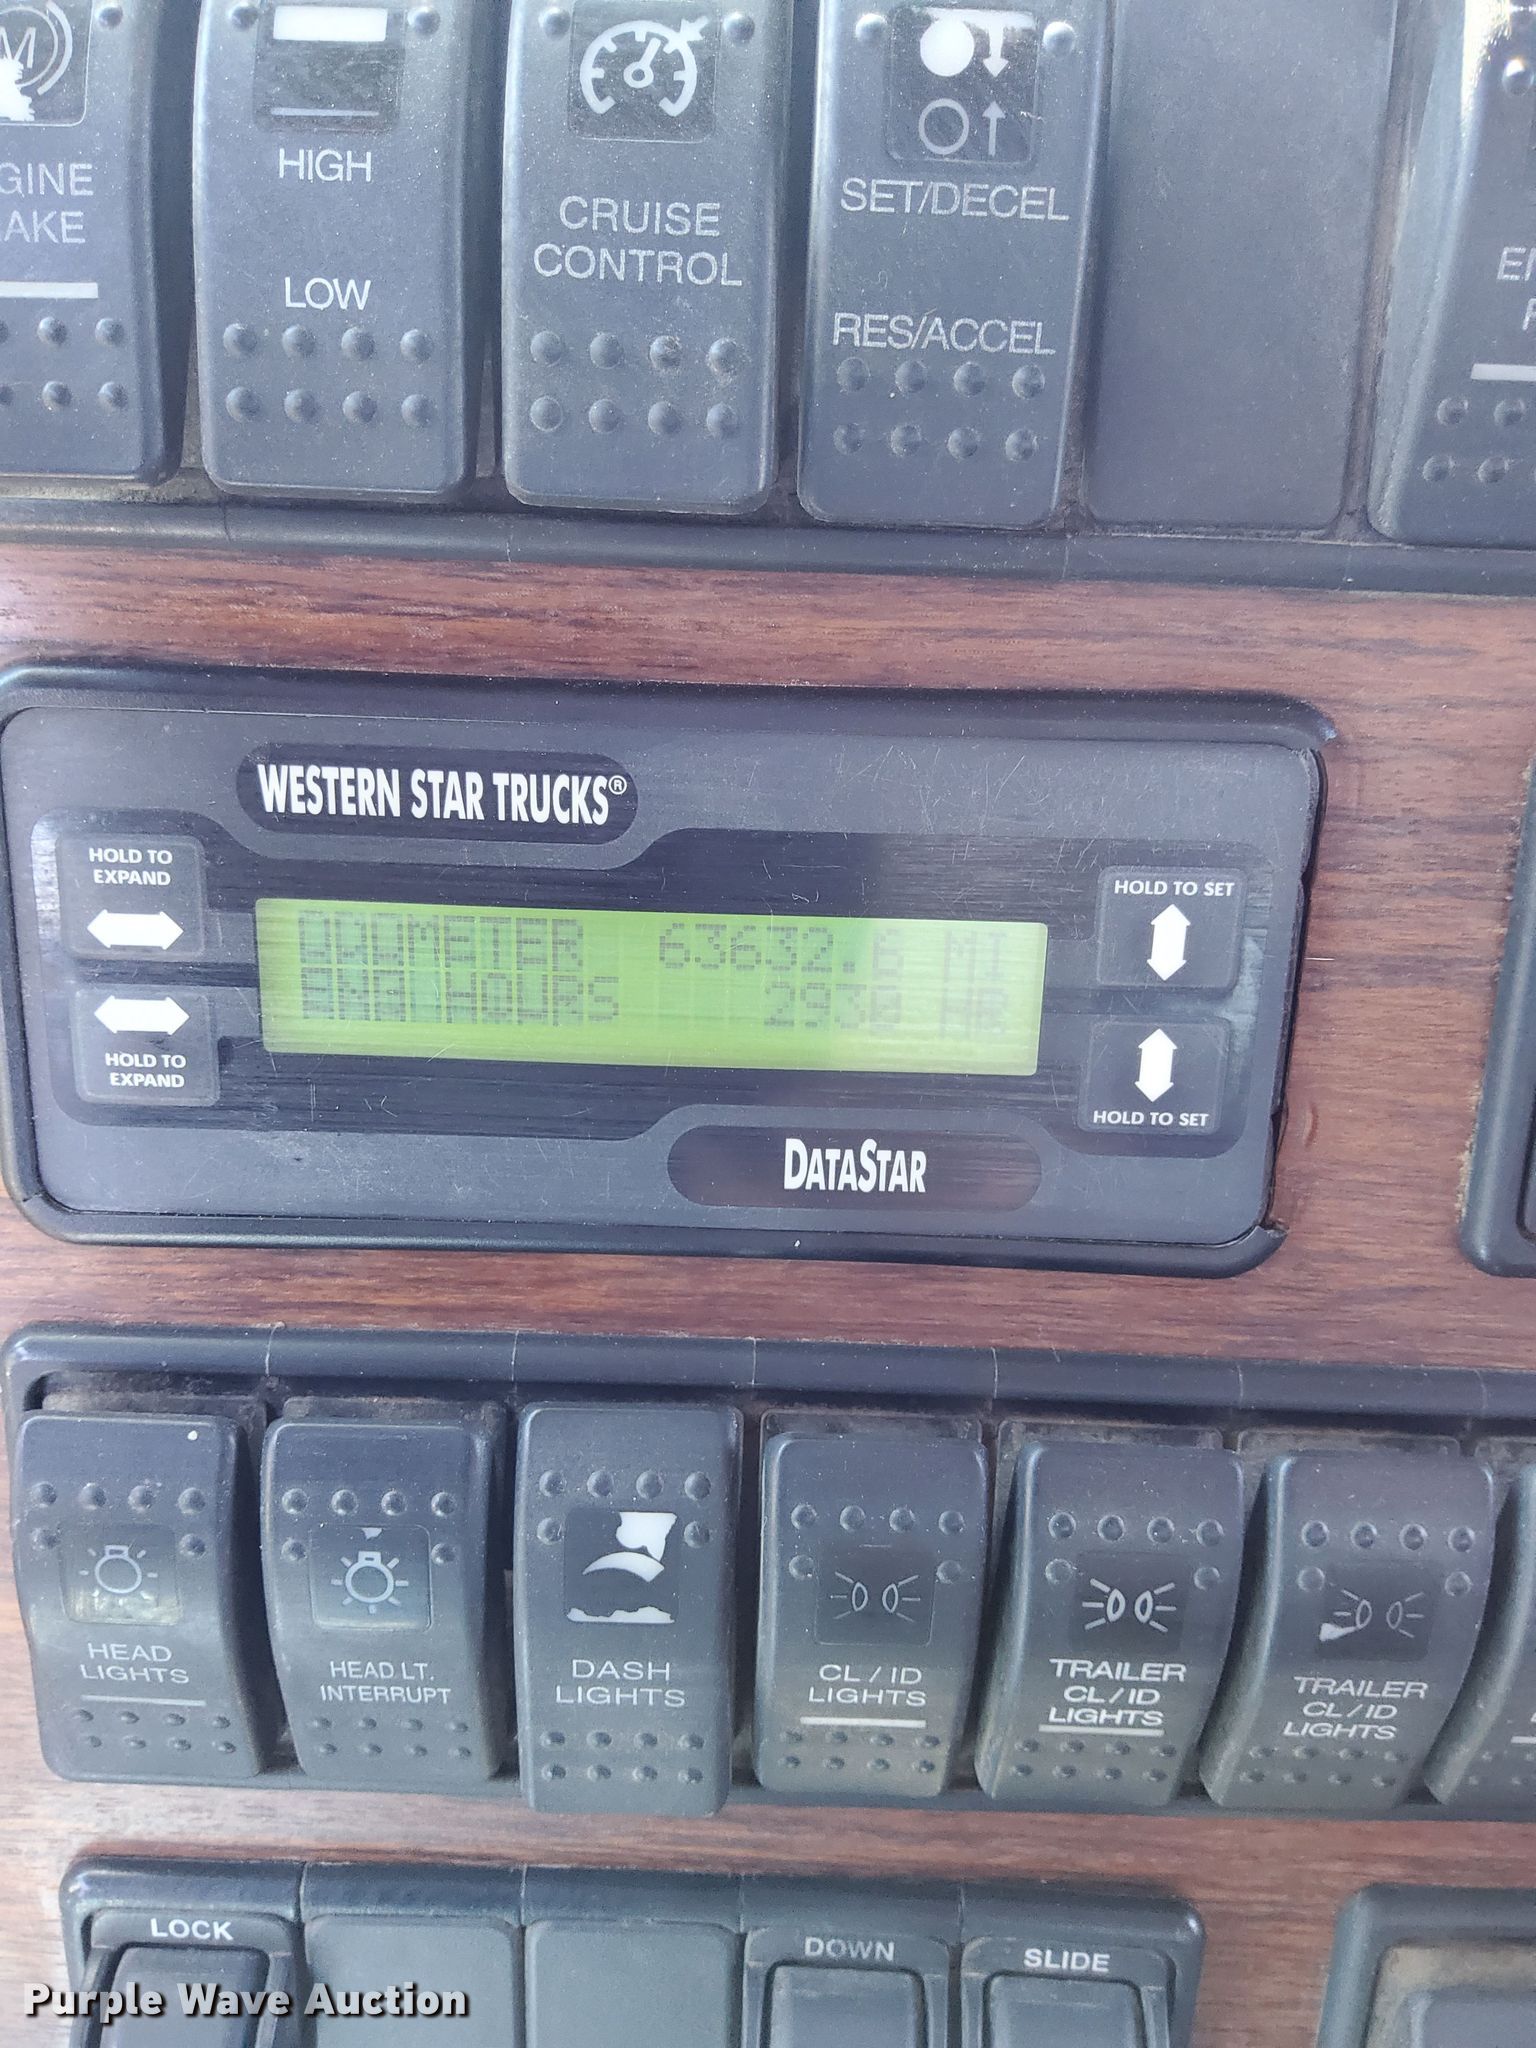 HIGH
LOW
CRUISE
CONTROL
SET/DECEL
RES/ACCEL
WESTERN STAR TRUCKS®
HOLD TO
EXPAND
HOLD TO SET
ODOMETER 63632.6 MI
ENG.HOURS 2930 HR
HOLD TO
EXPAND
HOLD TO SET
DATASTAR
HEAD
LIGHTS
HEAD LT.
INTERRUPT
DASH
LIGHTS
CL/ID
LIGHTS
TRAILER
CL/ID
LIGHTS
TRAILER
CL/ID
LIGHTS
LOCK
DOWN
SLIDE
Purple Wave Auction